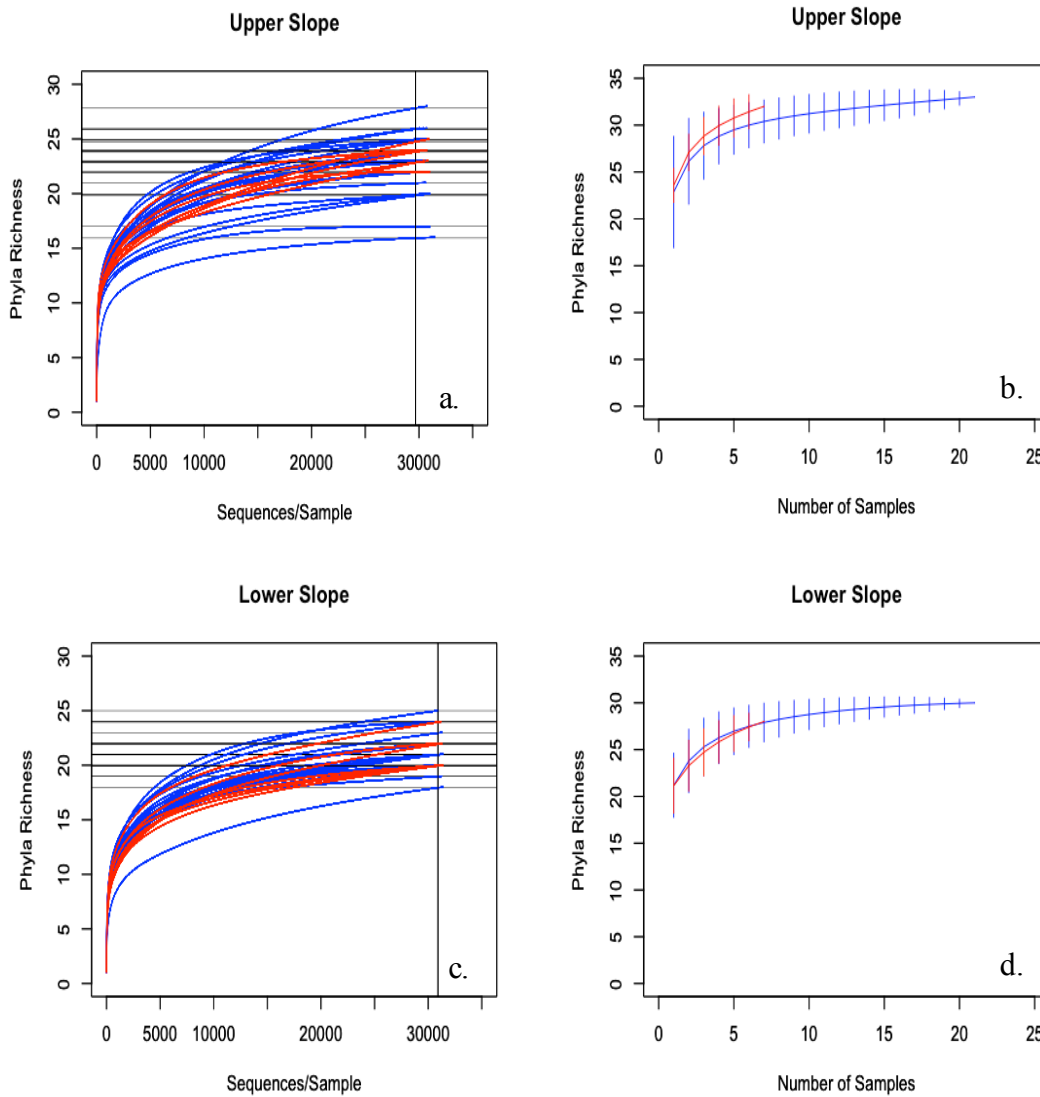 Upper Slope
Phyla Richness
0
5
10
15
20
25
30
0 5000 10000 20000 30000
Sequences/Sample
a.
Upper Slope
Phyla Richness
0
5
10
15
20
25
30
35
0 5 10 15 20 25
Number of Samples
b.
Lower Slope
Phyla Richness
0
5
10
15
20
25
30
0 5000 10000 20000 30000
Sequences/Sample
c.
Lower Slope
Phyla Richness
0
5
10
15
20
25
30
35
0 5 10 15 20 25
Number of Samples
d.